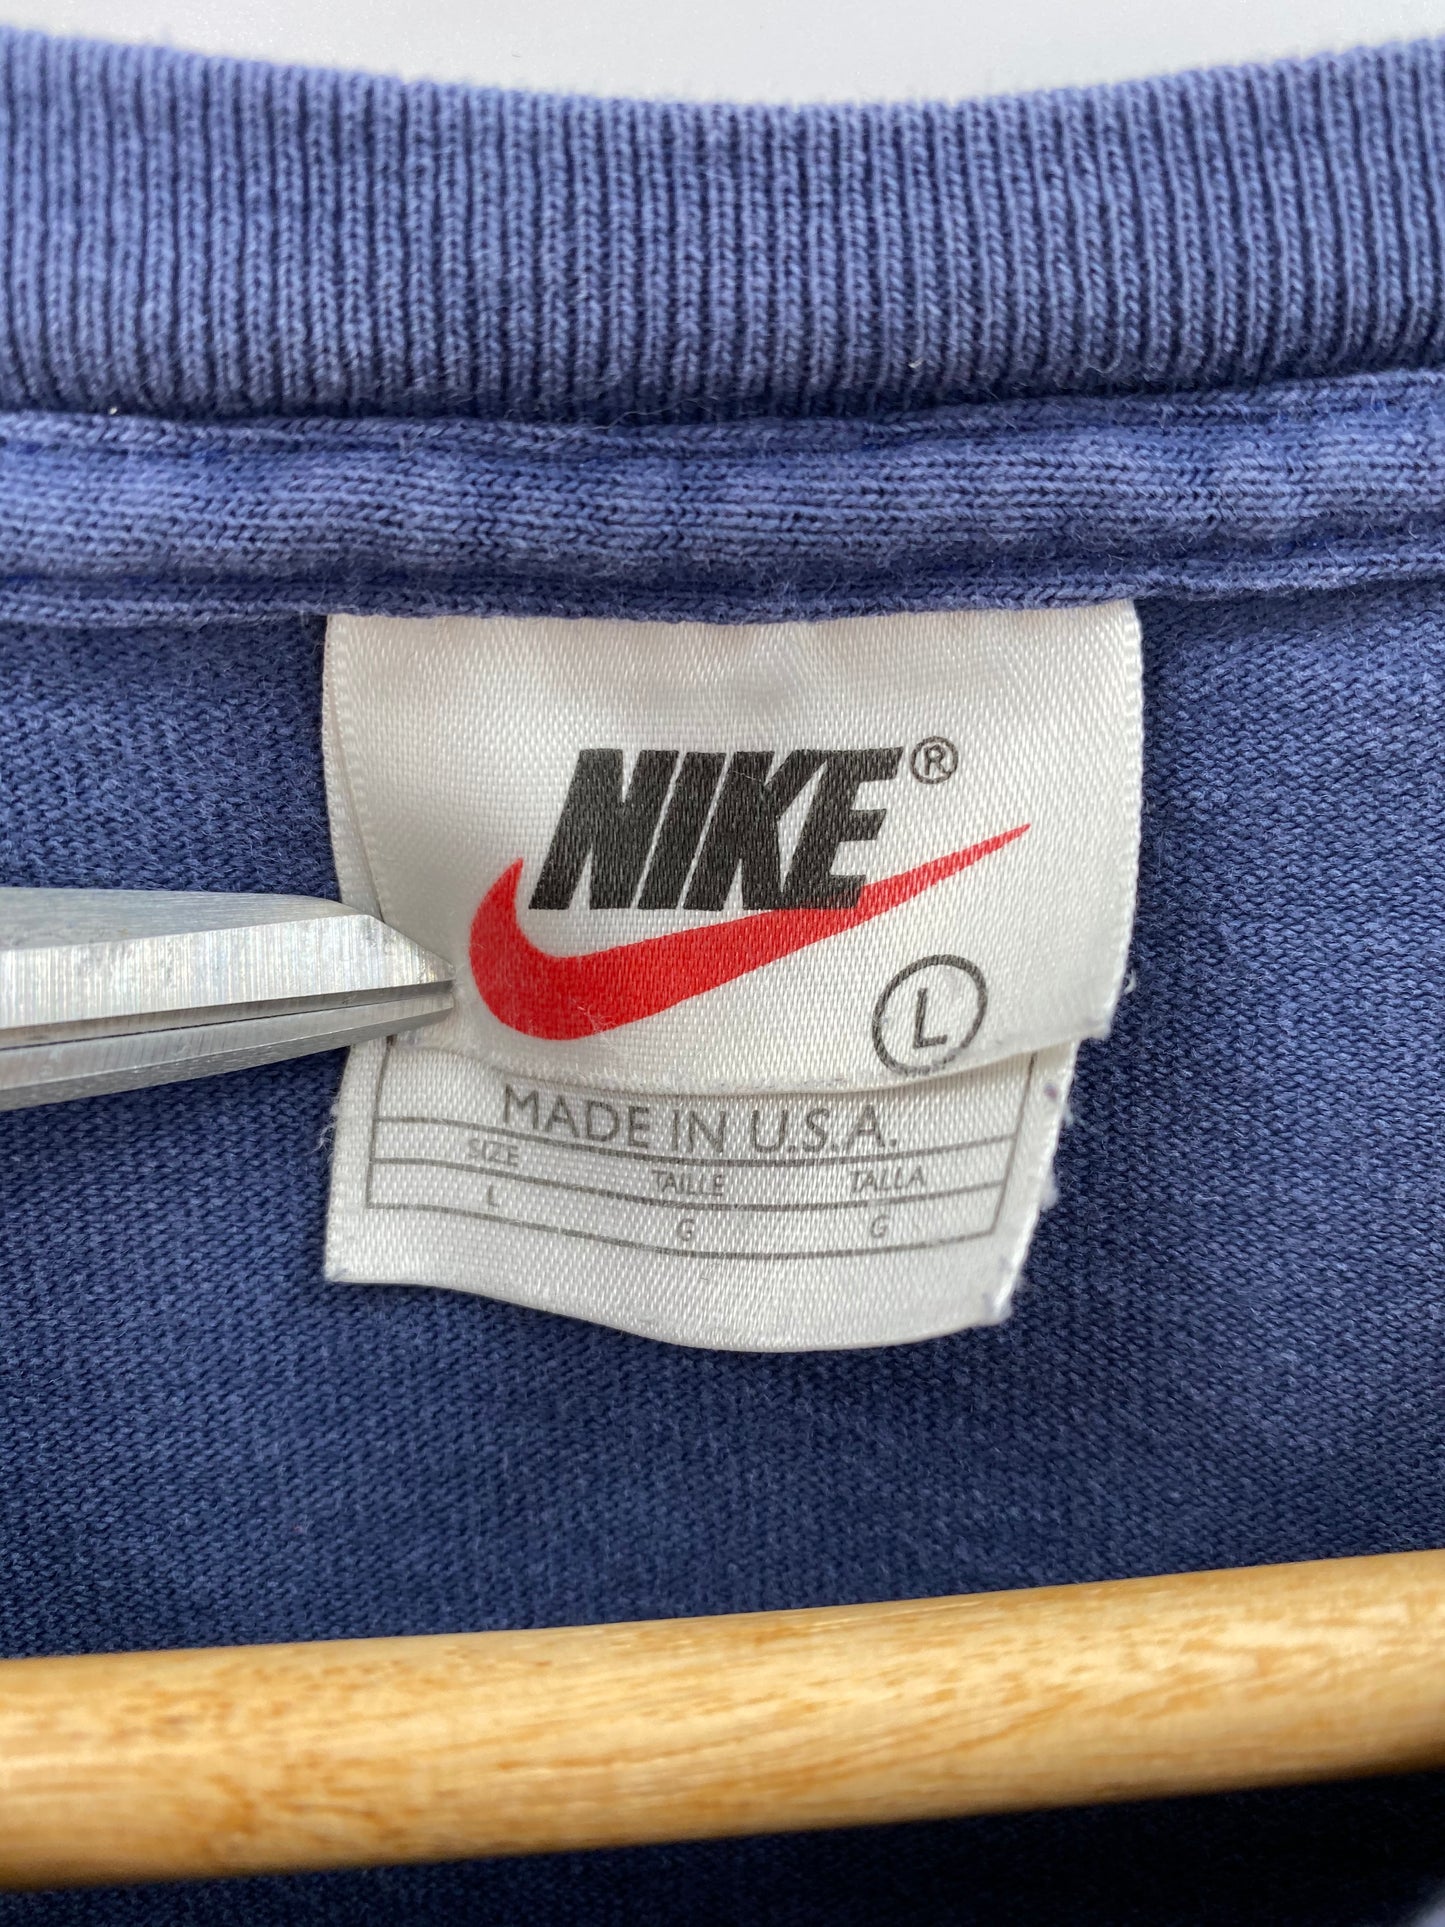 NIKE®
L
MADE IN U.S.A.
SIZE TAILLE TALLA
L G G